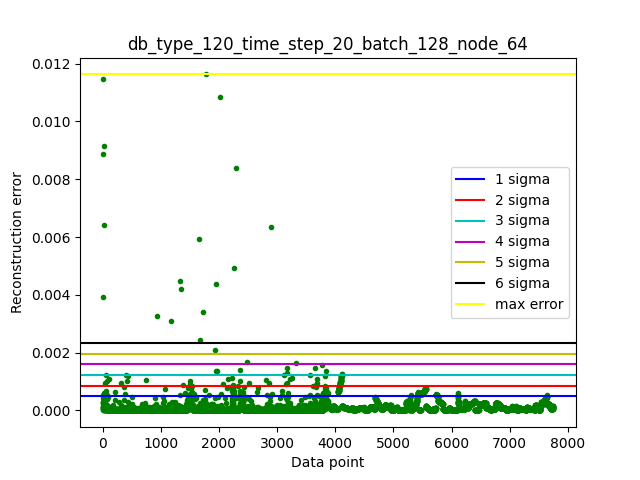 db_type_120_time_step_20_batch_128_node_64
0.012
0.010
0.008
0.006
0.004
0.002
0.000
Reconstruction error
1 sigma
2 sigma
3 sigma
4 sigma
5 sigma
6 sigma
max error
0 1000 2000 3000 4000 5000 6000 7000 8000
Data point